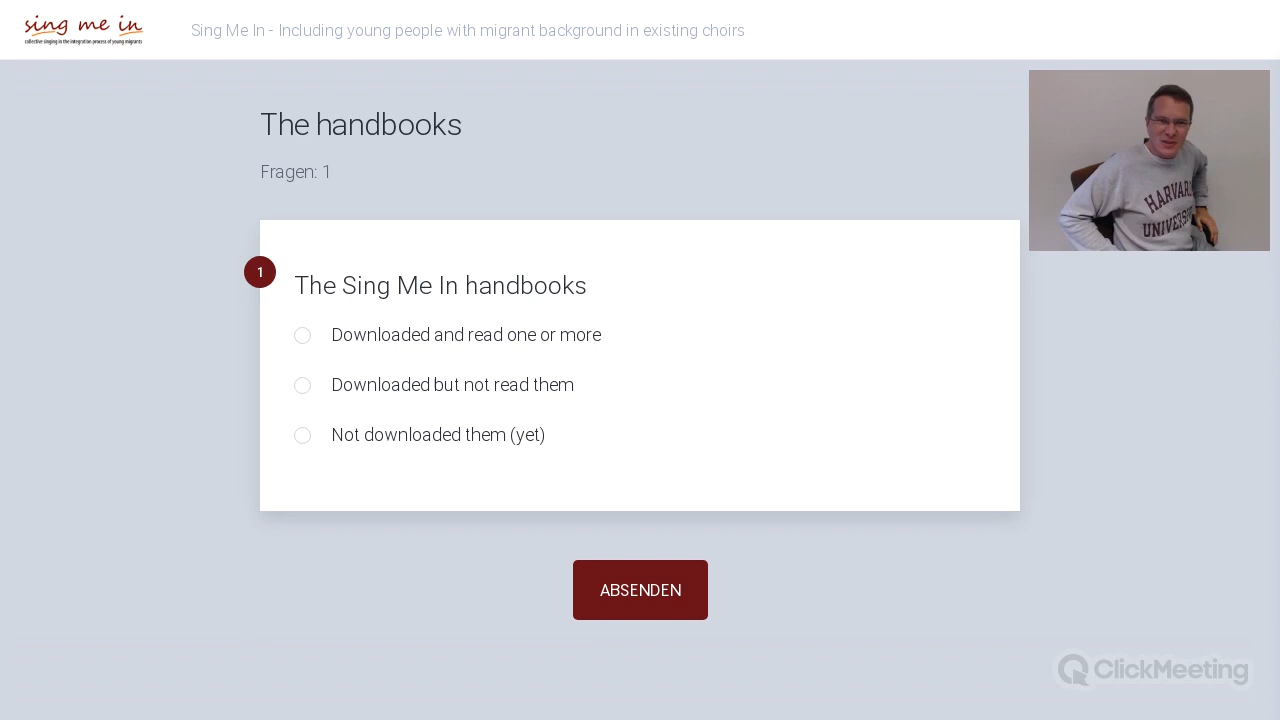 sing me in
collective singing in the integration process of young migrants
Sing Me In - Including young people with migrant background in existing choirs
The handbooks
Fragen: 1
HARVARD
UNIVERSI
1
The Sing Me In handbooks
Downloaded and read one or more
Downloaded but not read them
Not downloaded them (yet)
ABSENDEN
ClickMeeting